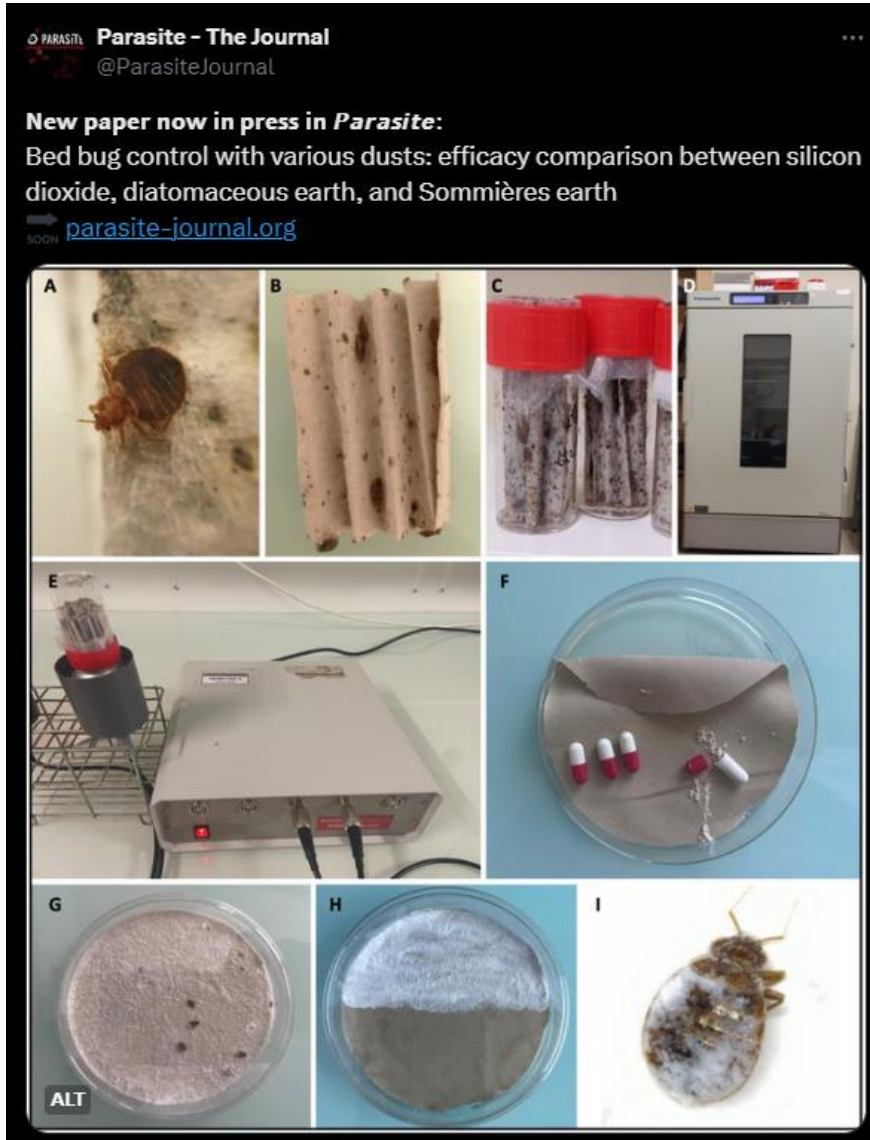 PARASITE
Parasite - The Journal
@ParasiteJournal
New paper now in press in Parasite:
Bed bug control with various dusts: efficacy comparison between silicon
dioxide, diatomaceous earth, and Sommières earth
SOON parasite-journal.org
A
B
C
D
Panasonic
E
F
G
H
I
ALT